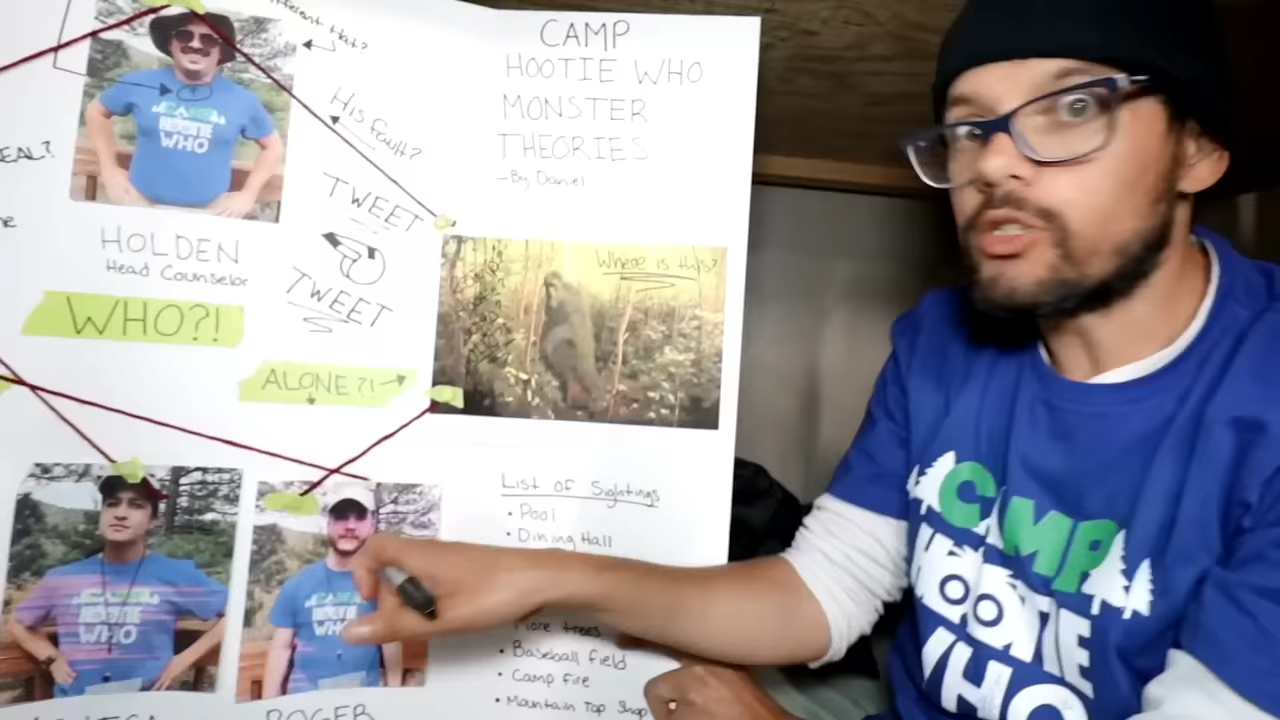 CAMP
HOOTIE WHO
MONSTER
THEORIES
-By Daniel
His fault?
CAMP
HOOTIE
WHO
HOLDEN
Head Counselor
WHO?!
TWEET
TWEET
ALONE?!
Where is this?
List of Sightings
• Pool
• Dining Hall
More trees
• Baseball field
• Camp Fire
• Mountain Top Shop
CAMP
HOOTIE
WHO
CAMP
HOOTIE
WHO
ROGER
CAMP
HOOTIE
WHO